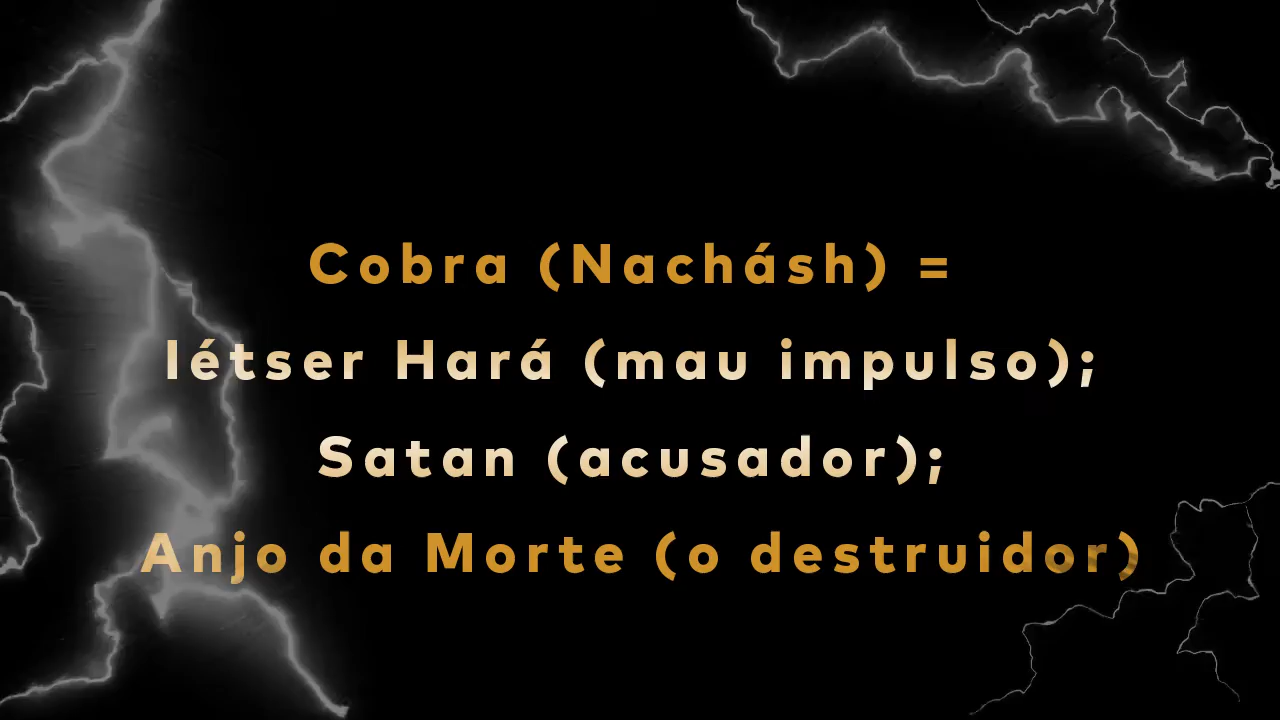 Cobra (Nachásh) =
Iétser Hará (mau impulso);
Satan (acusador);
Anjo da Morte (o destruidor)